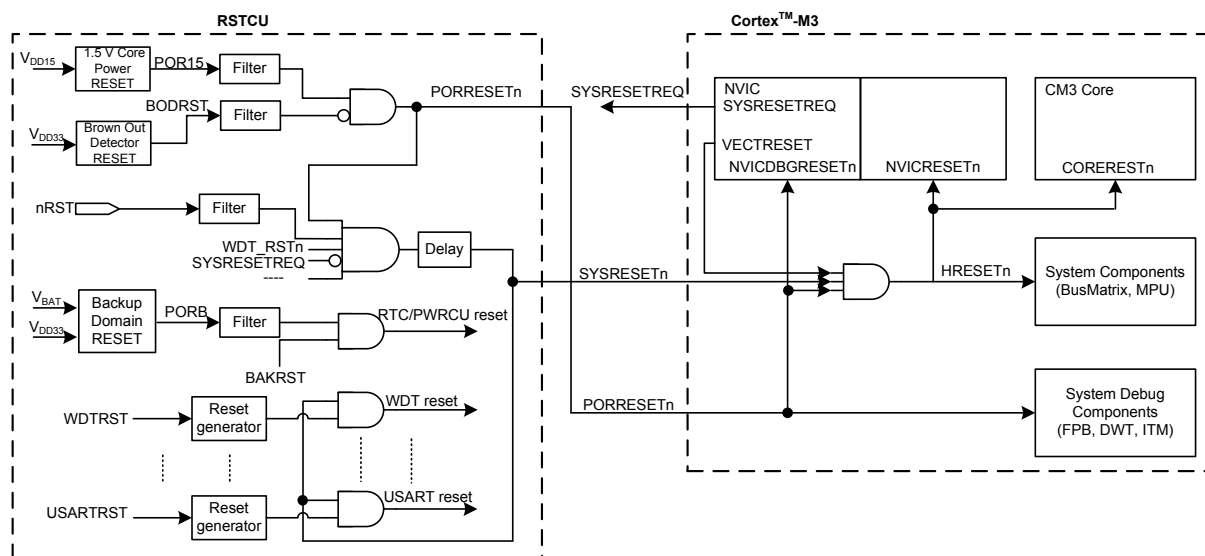 RSTCU
Cortex™-M3
VDD15
1.5 V Core
Power
RESET
POR15
Filter
BODRST
Filter
VDD33
Brown Out
Detector
RESET
PORRESETn
SYSRESETREQ
NVIC
SYSRESETREQ
VECTRESET
NVICDBGRESETn
NVICRESETn
CM3 Core
CORERESTn
nRST
Filter
WDT_RSTn
SYSRESETREQ
----
Delay
SYSRESETn
HRESETn
System Components
(BusMatrix, MPU)
VBAT
VDD33
Backup
Domain
RESET
PORB
Filter
RTC/PWRCU reset
BAKRST
WDTRST
Reset
generator
WDT reset
PORRESETn
System Debug
Components
(FPB, DWT, ITM)
USARTRST
Reset
generator
USART reset